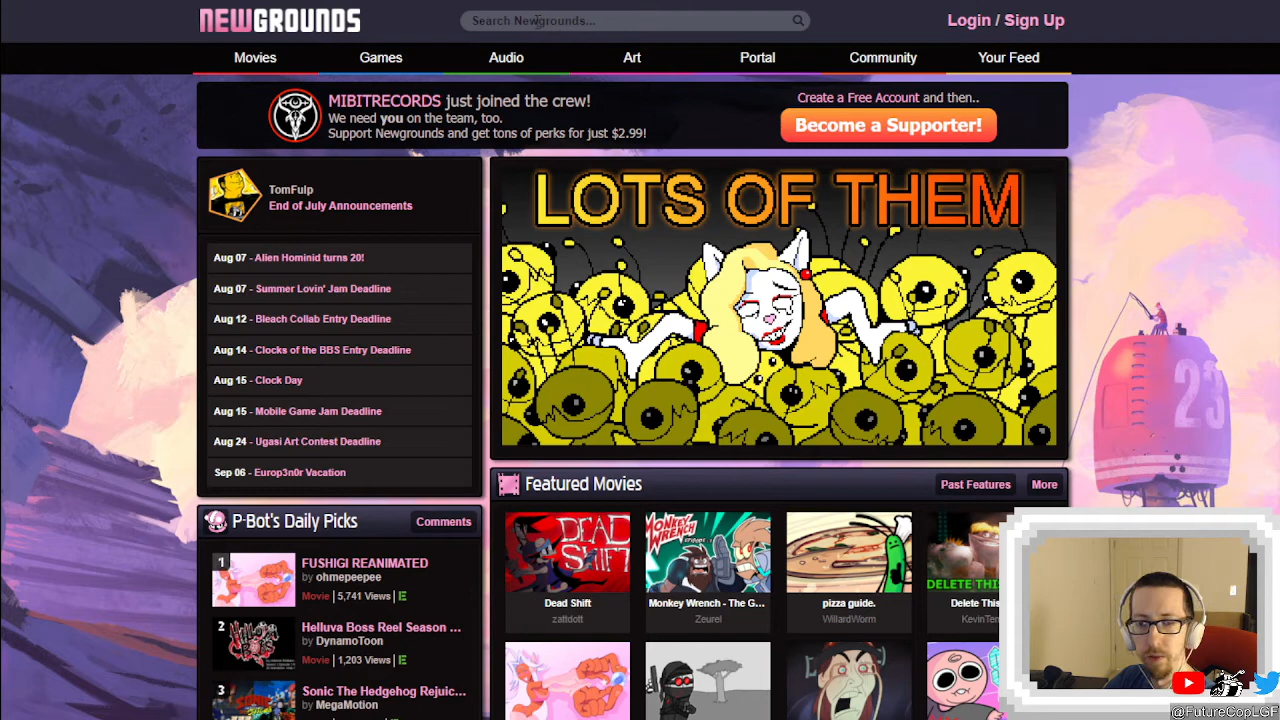 NEWGROUNDS
Search Newgrounds...
Login / Sign Up
Movies
Games
Audio
Art
Portal
Community
Your Feed
MIBITRECORDS just joined the crew!
We need you on the team, too.
Support Newgrounds and get tons of perks for just $2.99!
Create a Free Account and then..
Become a Supporter!
TomFulp
End of July Announcements
Aug 07 - Alien Hominid turns 20!
Aug 07 - Summer Lovin' Jam Deadline
Aug 12 - Bleach Collab Entry Deadline
Aug 14 - Clocks of the BBS Entry Deadline
Aug 15 - Clock Day
Aug 15 - Mobile Game Jam Deadline
Aug 24 - Ugasi Art Contest Deadline
Sep 06 - Europ3n0r Vacation
LOTS OF THEM
23
P-Bot's Daily Picks
Comments
1
FUSHIGI REANIMATED
by ohmepeepee
Movie | 5,741 Views | E
2
Helluva Boss Reel Season ...
by DynamoToon
Movie | 1,203 Views | E
3
Sonic The Hedgehog Rejuic...
by MegaMotion
Featured Movies
Past Features
More
DEAD SHIFT
Dead Shift
zattdott
MONKEY WRENCH
Monkey Wrench - The G...
Zeurel
pizza guide.
WillardWorm
DELETE THIS
Delete This
KevinTen
@FutureCopLGF